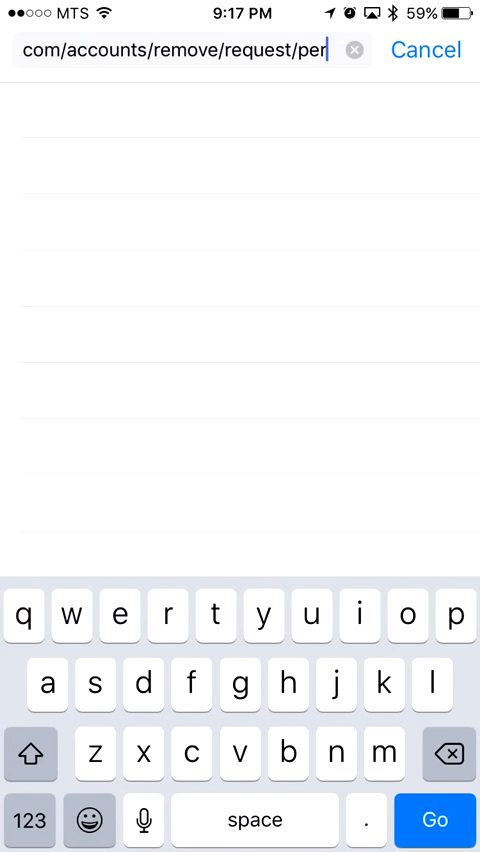 MTS 9:17 PM 59%
com/accounts/remove/request/per Cancel
q w e r t y u i o p
a s d f g h j k l
z x c v b n m
123 space . Go